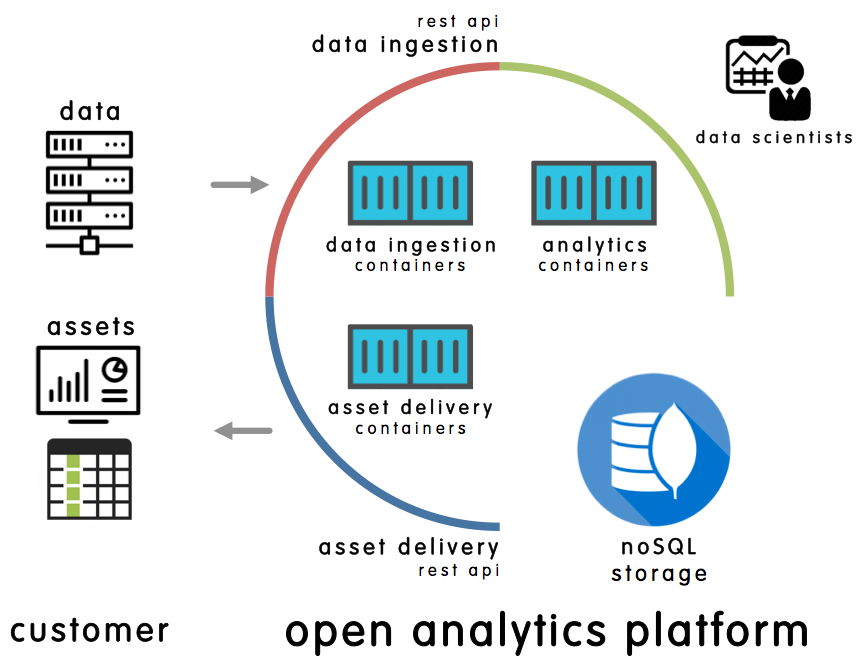 rest api
data ingestion
data scientists
data
data ingestion
containers
analytics
containers
assets
asset delivery
containers
asset delivery
rest api
noSQL
storage
customer
open analytics platform